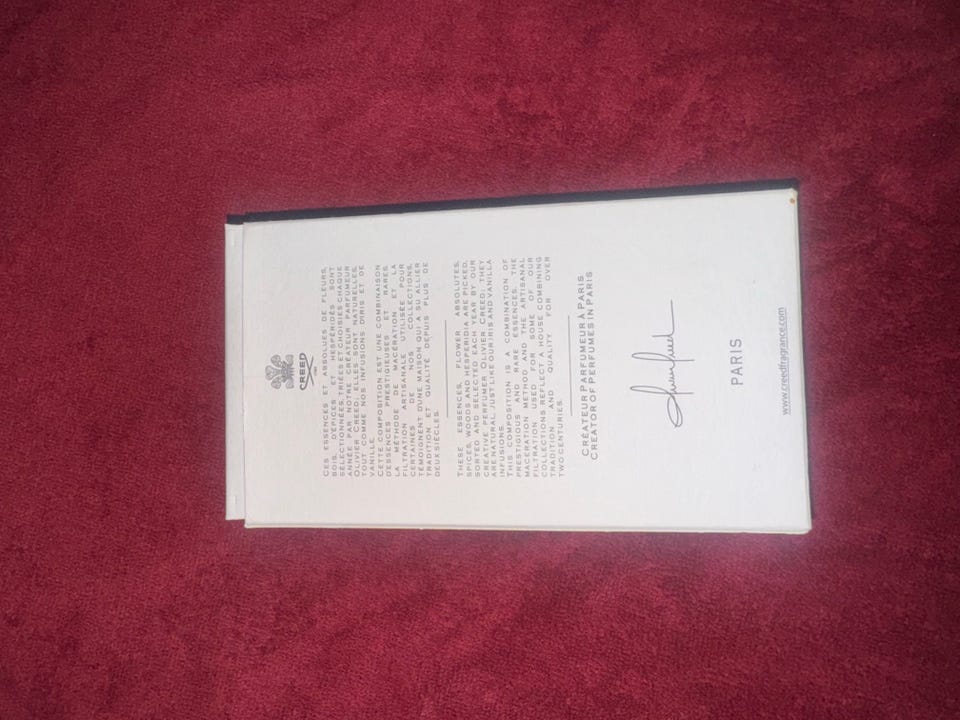 CREED
CES ESSENCES ET ABSOLUES DE FLEURS,
BOIS, D'ÉPICES ET HESPÉRIDÉS SONT
SÉLECTIONNÉES, TRIÉES ET CHOISIES CHAQUE
ANNÉE PAR NOTRE CRÉATEUR PARFUMEUR
OLIVIER CREED. ELLES SONT NATURELLES,
TOUT COMME NOS INFUSIONS D'IRIS ET DE
VANILLE.
CETTE COMPOSITION EST UNE COMBINAISON
D'ESSENCES PRESTIGIEUSES ET RARES.
LA MÉTHODE DE MACÉRATION ET LA
FILTRATION ARTISANALE UTILISÉE POUR
CERTAINES DE NOS COLLECTIONS,
TÉMOIGNENT D'UNE MAISON QUI A SU ALLIER
TRADITION ET QUALITÉ DEPUIS PLUS DE
DEUX SIÈCLES.
THESE ESSENCES, FLOWER ABSOLUTES,
SPICES, WOODS AND HESPERIDIA ARE PICKED,
SORTED AND SELECTED EACH YEAR BY OUR
CREATIVE PERFUMER OLIVIER CREED; THEY
ARE NATURAL, JUST LIKE OUR IRIS AND VANILLA
INFUSIONS.
THIS COMPOSITION IS A COMBINATION OF
PRESTIGIOUS AND RARE ESSENCES. THE
MACERATION METHOD AND THE ARTISANAL
FILTRATION USED FOR SOME OF OUR
COLLECTIONS REFLECT A HOUSE COMBINING
TRADITION AND QUALITY FOR OVER
TWO CENTURIES.
CRÉATEUR PARFUMEUR À PARIS
CREATOR OF PERFUMES IN PARIS
PARIS
www.creedfragrance.com